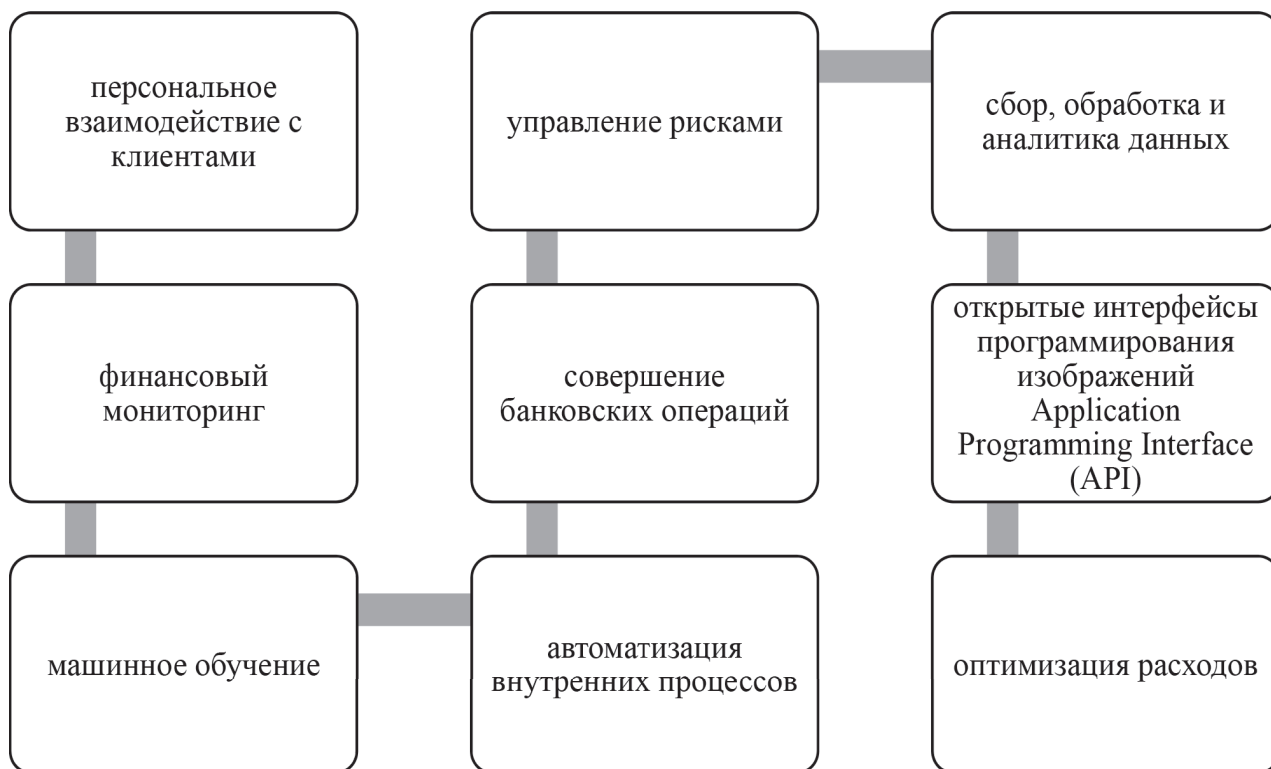 персональное
взаимодействие с
клиентами
финансовый
мониторинг
машинное обучение
автоматизация
внутренних процессов
совершение
банковских операций
управление рисками
сбор, обработка и
аналитика данных
открытые интерфейсы
программирования
изображений
Application
Programming Interface
(API)
оптимизация расходов